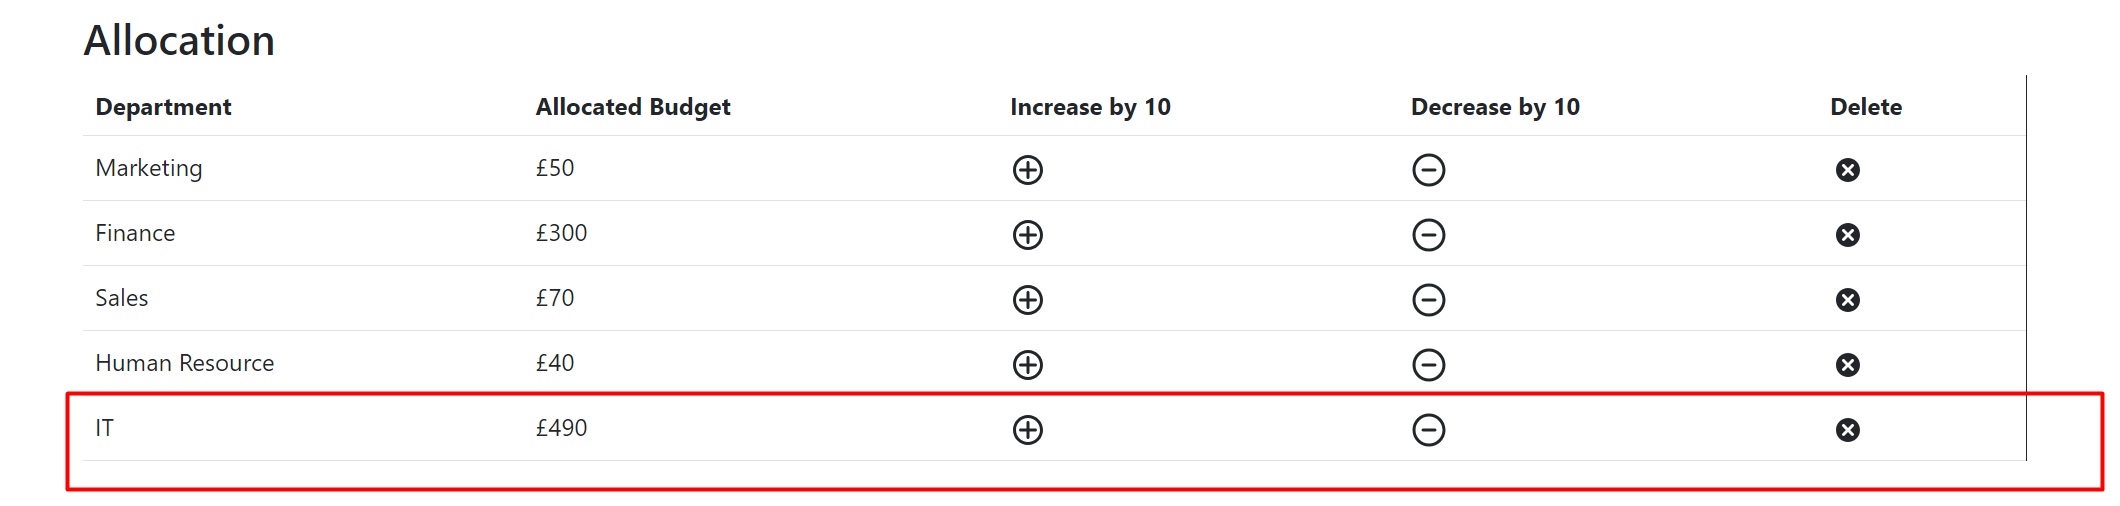 Allocation
Department Allocated Budget Increase by 10 Decrease by 10 Delete
Marketing £50
Finance £300
Sales £70
Human Resource £40
IT £490